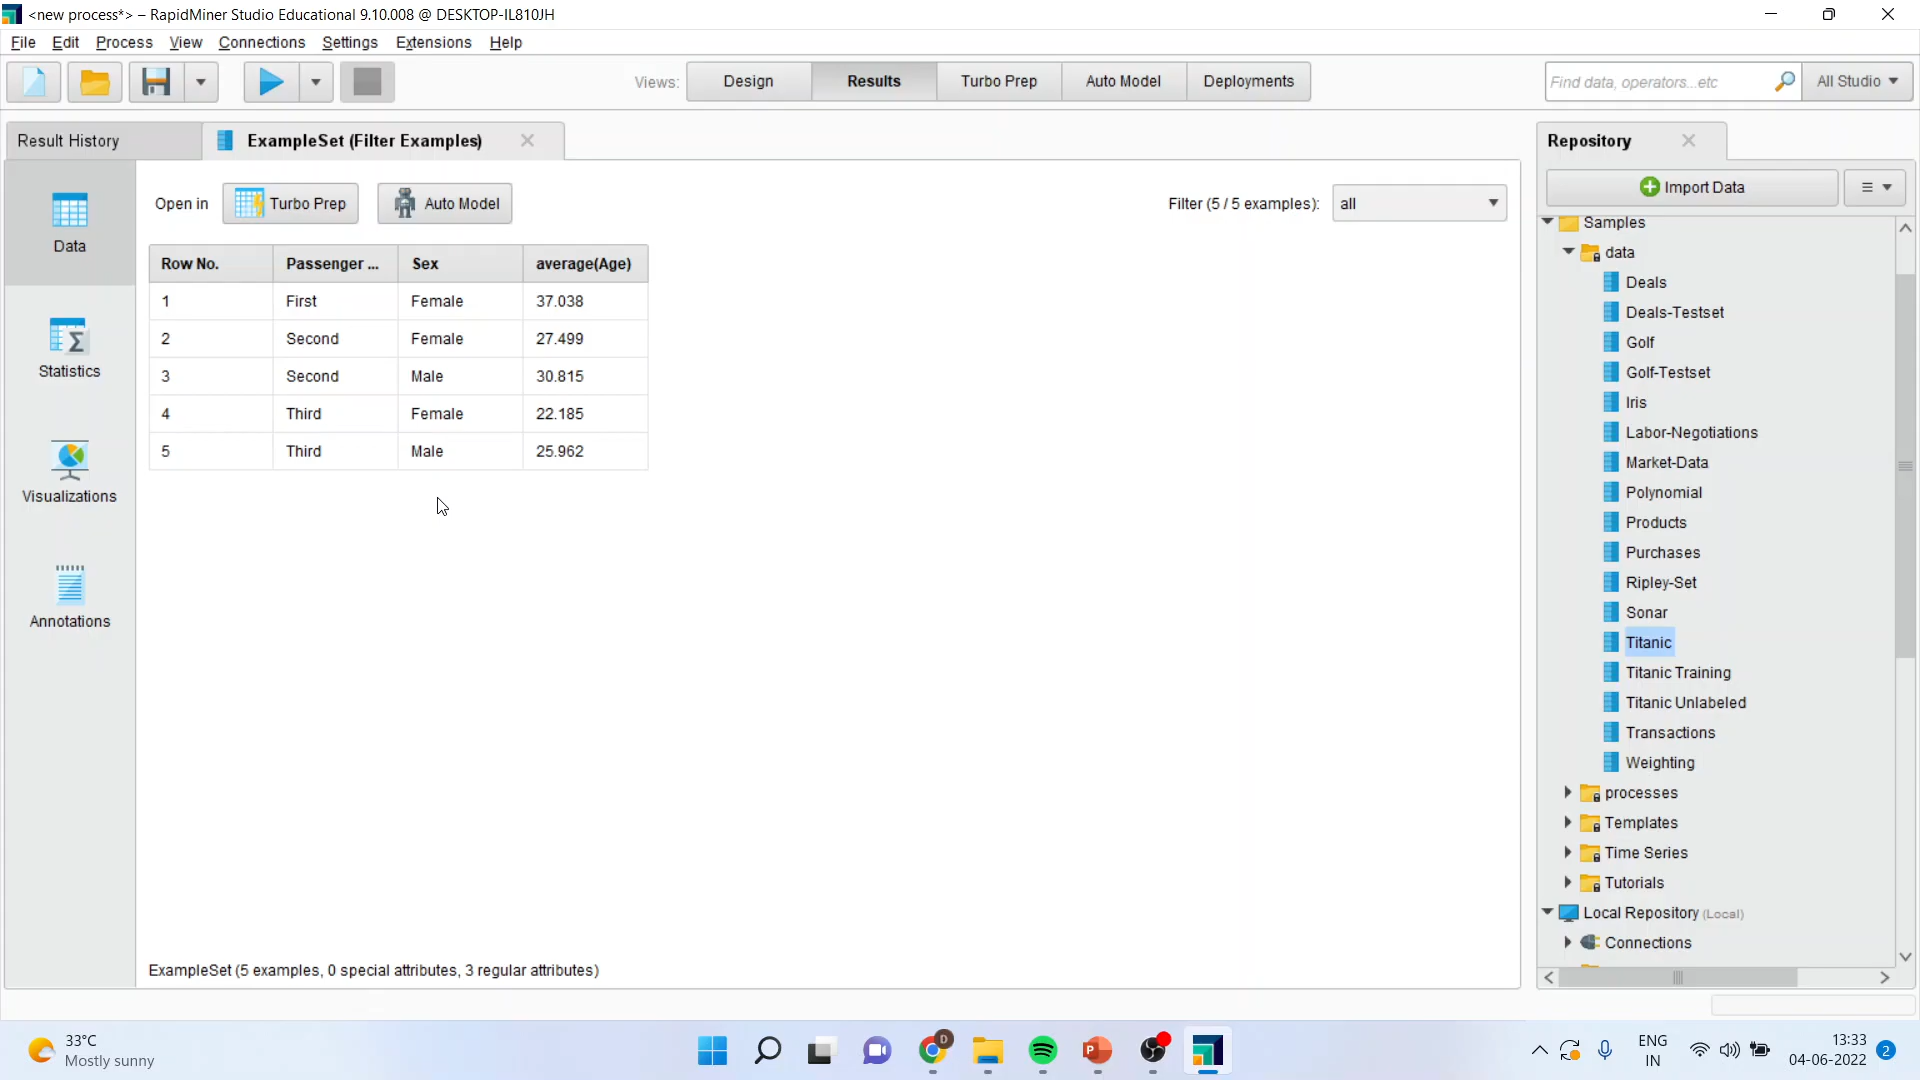 <new process*> – RapidMiner Studio Educational 9.10.008 @ DESKTOP-IL810JH
File Edit Process View Connections Settings Extensions Help
Views: Design Results Turbo Prep Auto Model Deployments
Find data, operators...etc All Studio
Result History ExampleSet (Filter Examples)
Open in Turbo Prep Auto Model Filter (5 / 5 examples): all
Row No. Passenger ... Sex average(Age)
1 First Female 37.038
2 Second Female 27.499
3 Second Male 30.815
4 Third Female 22.185
5 Third Male 25.962
Data
Statistics
Visualizations
Annotations
ExampleSet (5 examples, 0 special attributes, 3 regular attributes)
Repository
Import Data
Samples
data
Deals
Deals-Testset
Golf
Golf-Testset
Iris
Labor-Negotiations
Market-Data
Polynomial
Products
Purchases
Ripley-Set
Sonar
Titanic
Titanic Training
Titanic Unlabeled
Transactions
Weighting
processes
Templates
Time Series
Tutorials
Local Repository (Local)
Connections
33°C
Mostly sunny
D
P
ENG
IN
13:33
04-06-2022
2